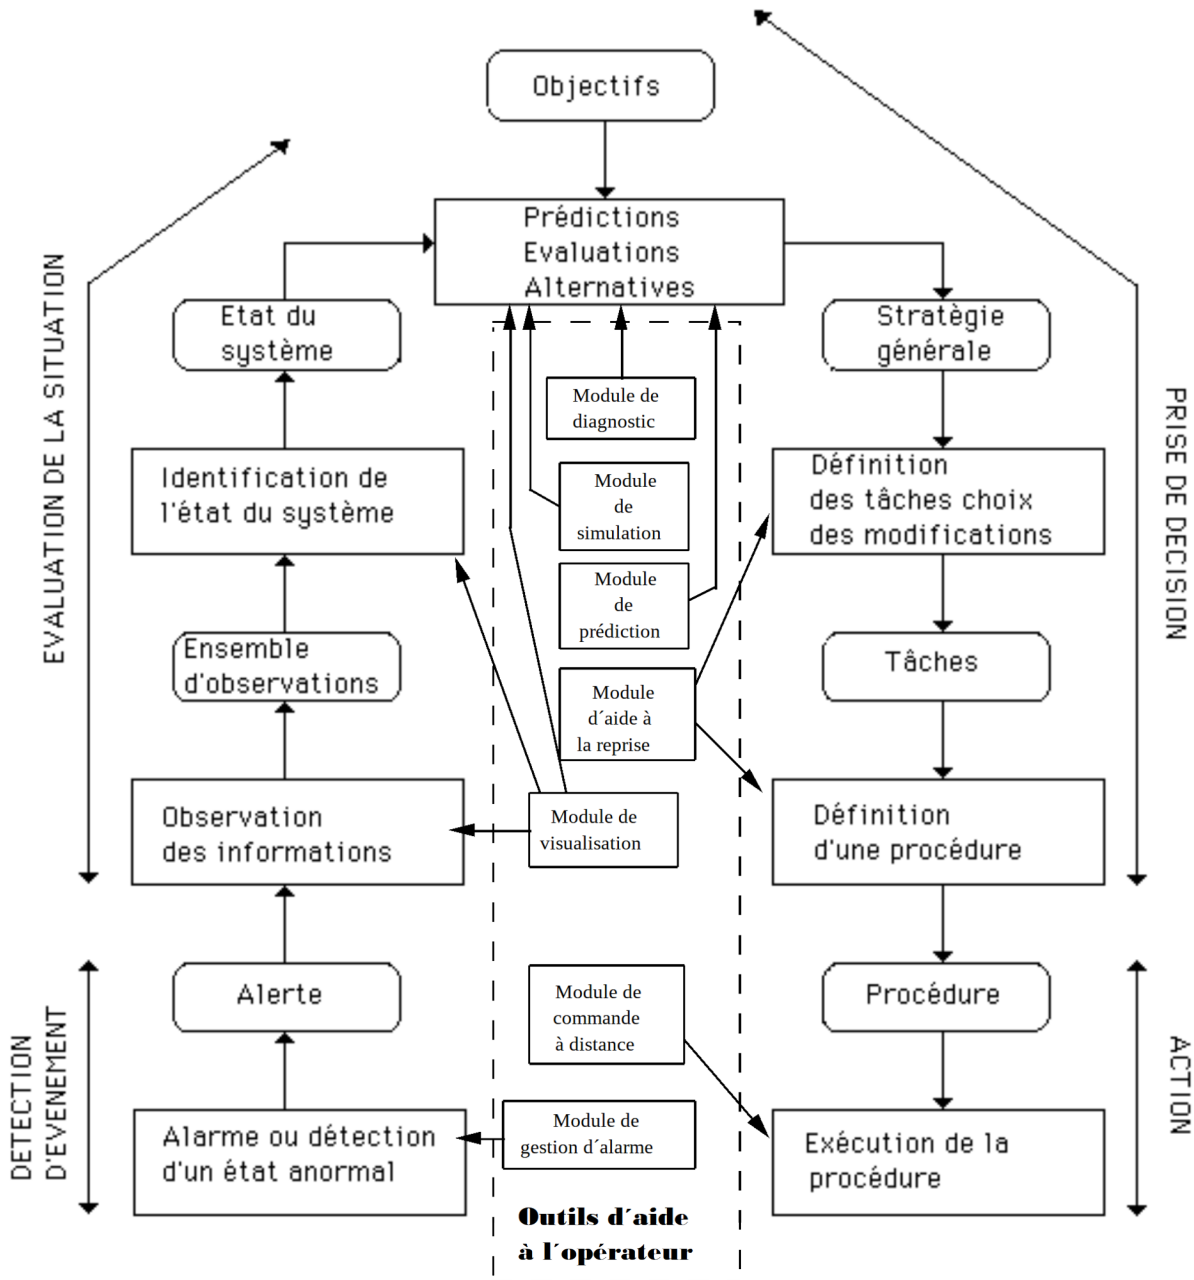 Objectifs
Prédictions
Evaluations
Alternatives
Etat du
système
Stratègie
générale
EVALUATION DE LA SITUATION
Identification de
l'état du système
Ensemble
d'observations
Observation
des informations
DETECTION
D'EVENEMENT
Alerte
Alarme ou détection
d'un état anormal
Module de
diagnostic
Module
de
simulation
Module
de
prédiction
Module
d´aide à
la reprise
Module de
visualisation
Module de
commande
à distance
Module de
gestion d´alarme
Outils d´aide
à l´opérateur
Définition
des tâches choix
des modifications
Tâches
Définition
d'une procédure
PRISE DE DECISION
Procédure
Exécution de la
procédure
ACTION